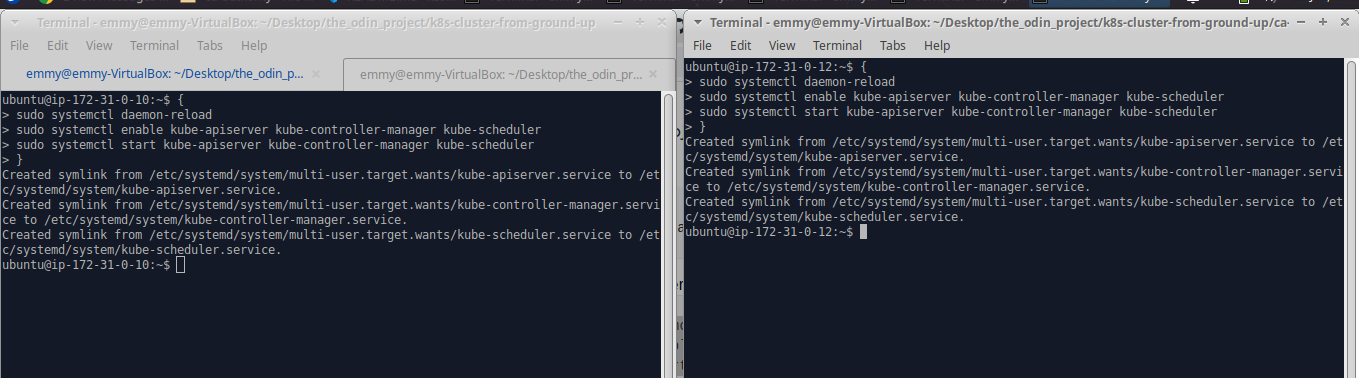 Terminal - emmy@emmy-VirtualBox: ~/Desktop/the_odin_project/k8s-cluster-from-ground-up
File Edit View Terminal Tabs Help
emmy@emmy-VirtualBox: ~/Desktop/the_odin_p...
emmy@emmy-VirtualBox: ~/Desktop/the_odin_pr...
ubuntu@ip-172-31-0-10:~$ {
> sudo systemctl daemon-reload
> sudo systemctl enable kube-apiserver kube-controller-manager kube-scheduler
> sudo systemctl start kube-apiserver kube-controller-manager kube-scheduler
> }
Created symlink from /etc/systemd/system/multi-user.target.wants/kube-apiserver.service to /et
c/systemd/system/kube-apiserver.service.
Created symlink from /etc/systemd/system/multi-user.target.wants/kube-controller-manager.servi
ce to /etc/systemd/system/kube-controller-manager.service.
Created symlink from /etc/systemd/system/multi-user.target.wants/kube-scheduler.service to /et
c/systemd/system/kube-scheduler.service.
ubuntu@ip-172-31-0-10:~$
Terminal - emmy@emmy-VirtualBox: ~/Desktop/the_odin_project/k8s-cluster-from-ground-up/ca-
File Edit View Terminal Tabs Help
ubuntu@ip-172-31-0-12:~$ {
> sudo systemctl daemon-reload
> sudo systemctl enable kube-apiserver kube-controller-manager kube-scheduler
> sudo systemctl start kube-apiserver kube-controller-manager kube-scheduler
> }
Created symlink from /etc/systemd/system/multi-user.target.wants/kube-apiserver.service to /et
c/systemd/system/kube-apiserver.service.
Created symlink from /etc/systemd/system/multi-user.target.wants/kube-controller-manager.servi
ce to /etc/systemd/system/kube-controller-manager.service.
Created symlink from /etc/systemd/system/multi-user.target.wants/kube-scheduler.service to /et
c/systemd/system/kube-scheduler.service.
ubuntu@ip-172-31-0-12:~$